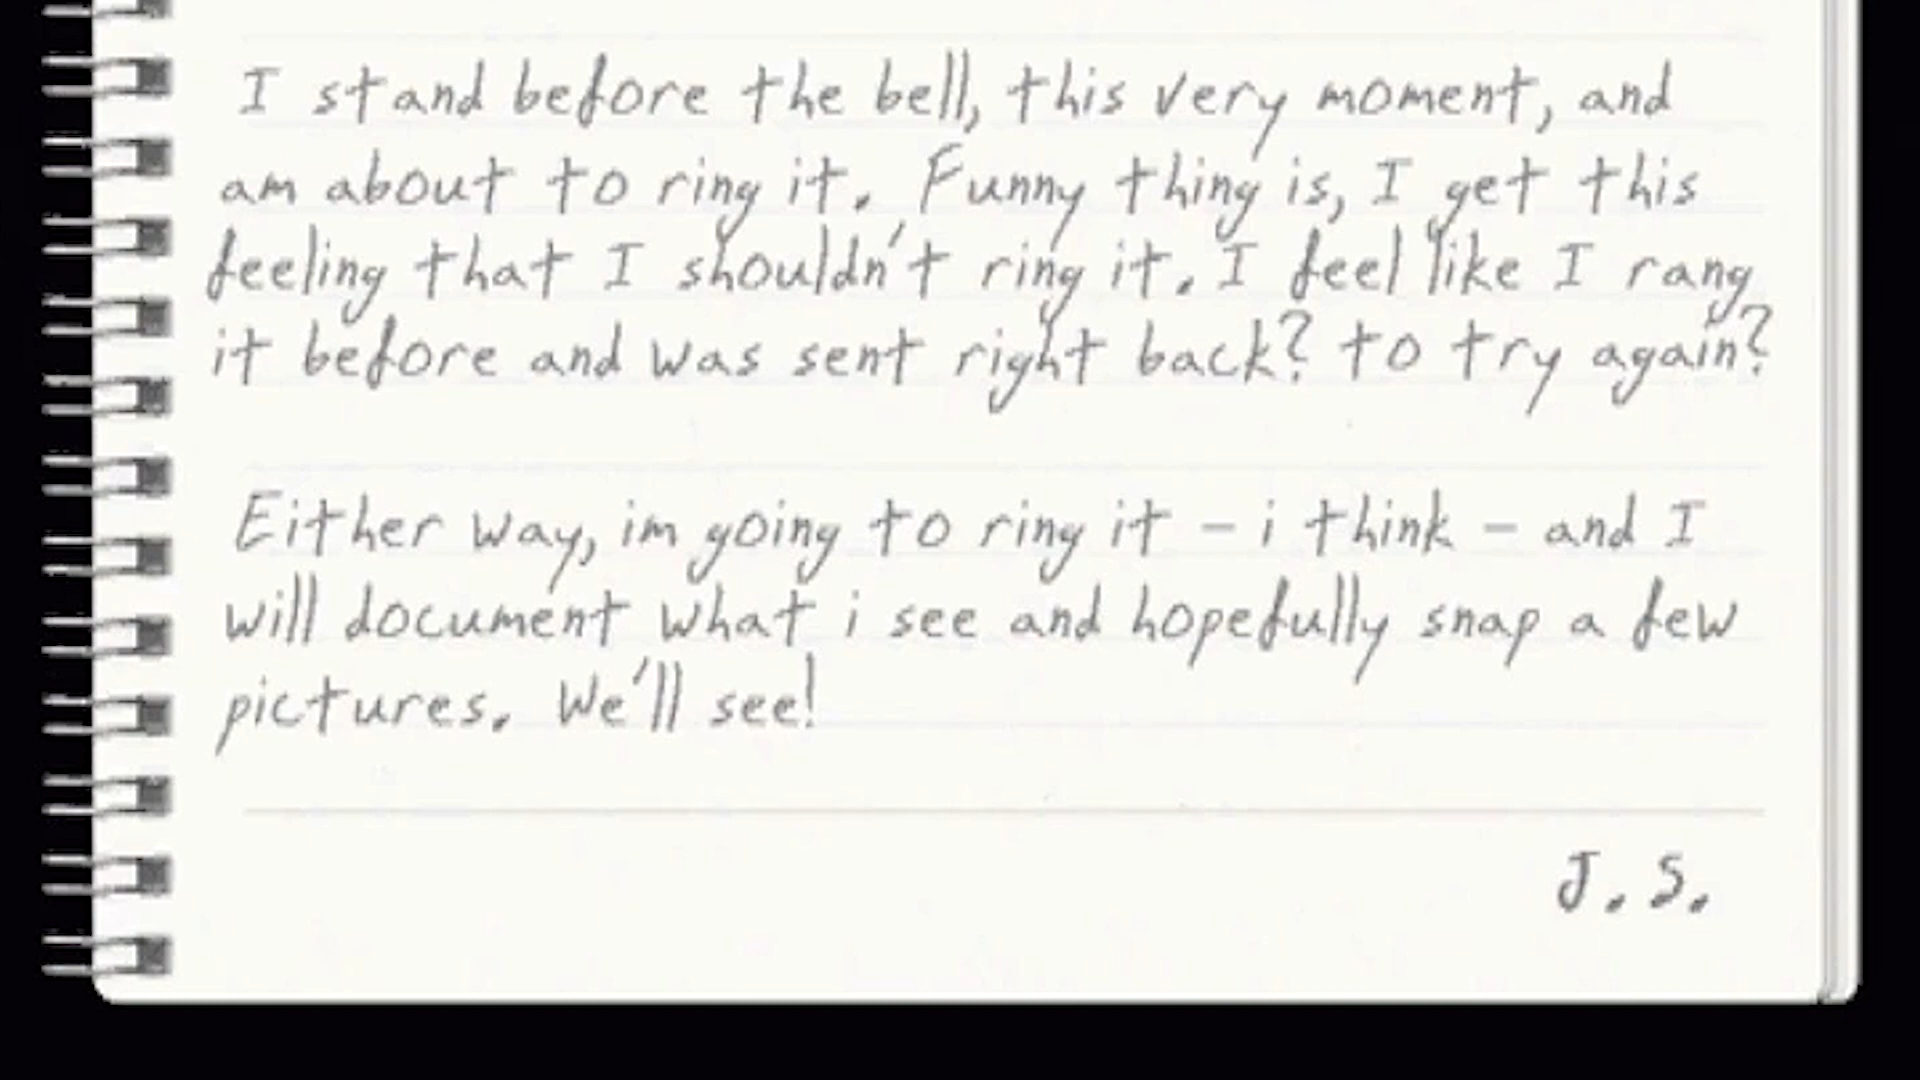 I stand before the bell, this very moment, and
am about to ring it. Funny thing is, I get this
feeling that I shouldn't ring it. I feel like I rang
it before and was sent right back? to try again?
Either way, im going to ring it - i think - and I
will document what i see and hopefully snap a few
pictures. We'll see!
J.S.